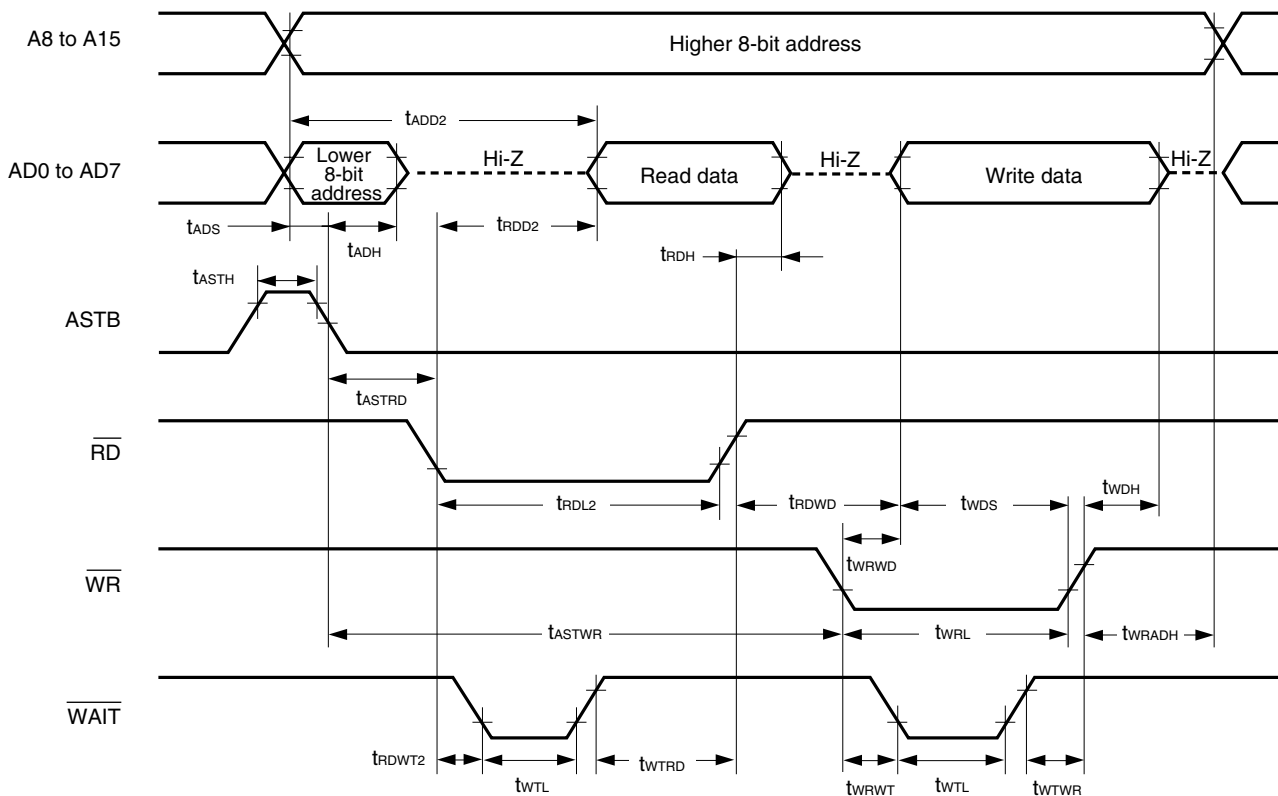 A8 to A15
Higher 8-bit address
tADD2
AD0 to AD7
Lower
8-bit
address
Hi-Z
Read data
Hi-Z
Write data
Hi-Z
tADS
tADH
tRDD2
tRDH
tASTH
ASTB
tASTRD
RD
tRDL2
tRDWD
tWDS
tWDH
tWRWD
WR
tASTWR
tWRL
tWRADH
WAIT
tRDWT2
tWTL
tWTRD
tWRWT
tWTL
tWTWR